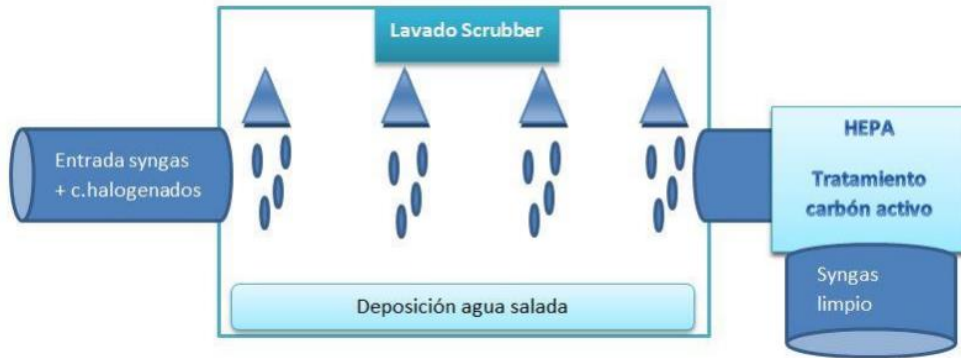 Lavado Scrubber
Entrada syngas
+ c.halogenados
HEPA
Tratamiento
carbón activo
Deposición agua salada
Syngas
limpio